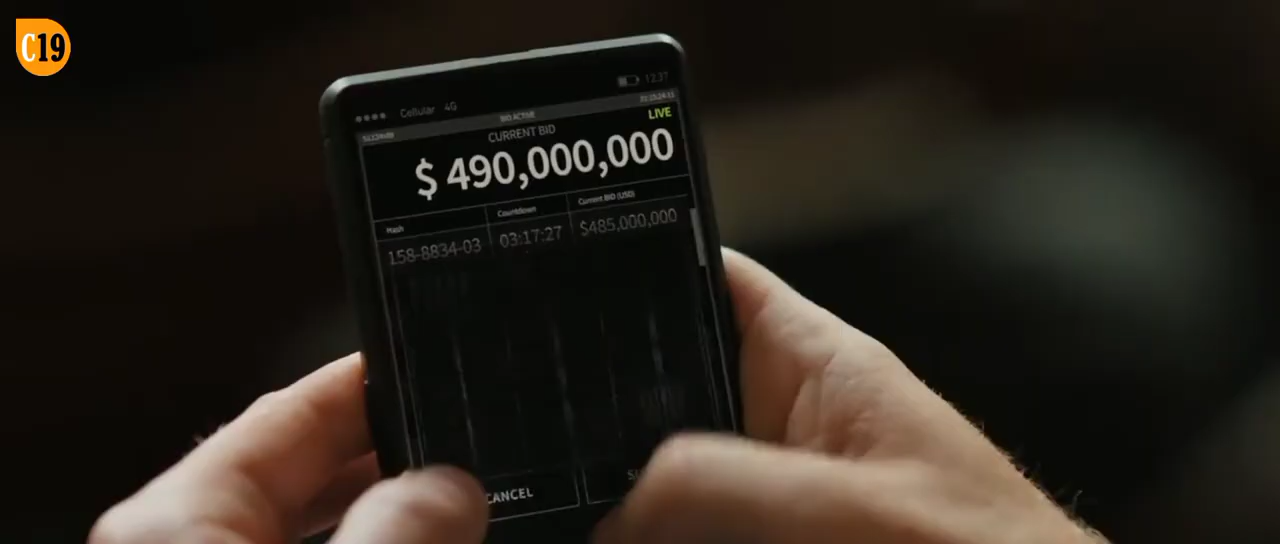 C19
Cellular 4G
12:37
BID ACTIVE
LIVE
CURRENT BID
$ 490,000,000
Hash
Countdown
Current BID (USD)
158-8834-03
03:17:27
$485,000,000
CANCEL